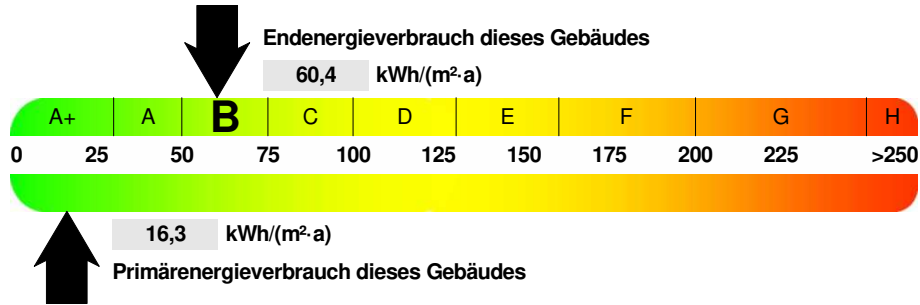 Endenergieverbrauch dieses Gebäudes
60,4 kWh/(m²·a)
A+ A B C D E F G H
0 25 50 75 100 125 150 175 200 225 >250
16,3 kWh/(m²·a)
Primärenergieverbrauch dieses Gebäudes